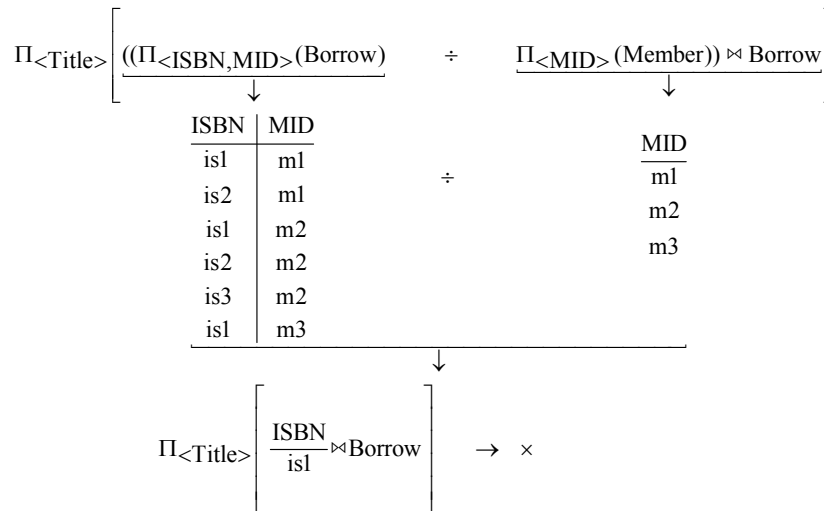 Π<Title>[((Π<ISBN,MID>(Borrow) ÷ Π<MID>(Member)) ⋈ Borrow]
↓ ↓
ISBN MID
is1 m1
is2 m1
is1 m2
is2 m2
is3 m2
is1 m3
÷
MID
m1
m2
m3
↓
Π<Title>[ISBN
is1 ⋈ Borrow] → ×